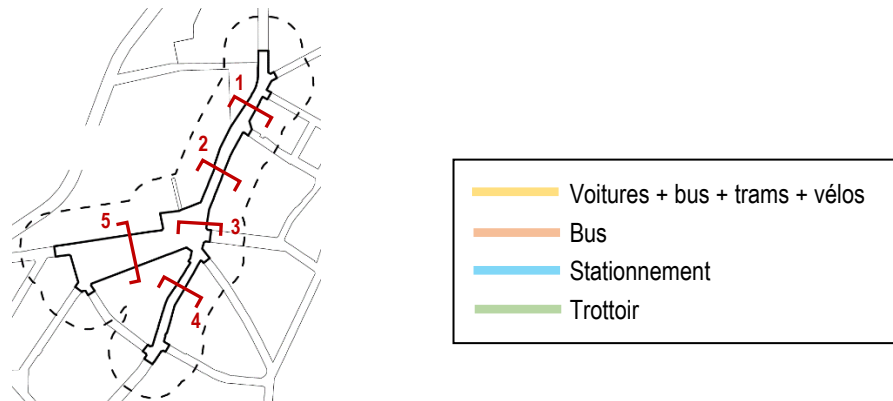 1
2
3
5
4
Voitures + bus + trams + vélos
Bus
Stationnement
Trottoir